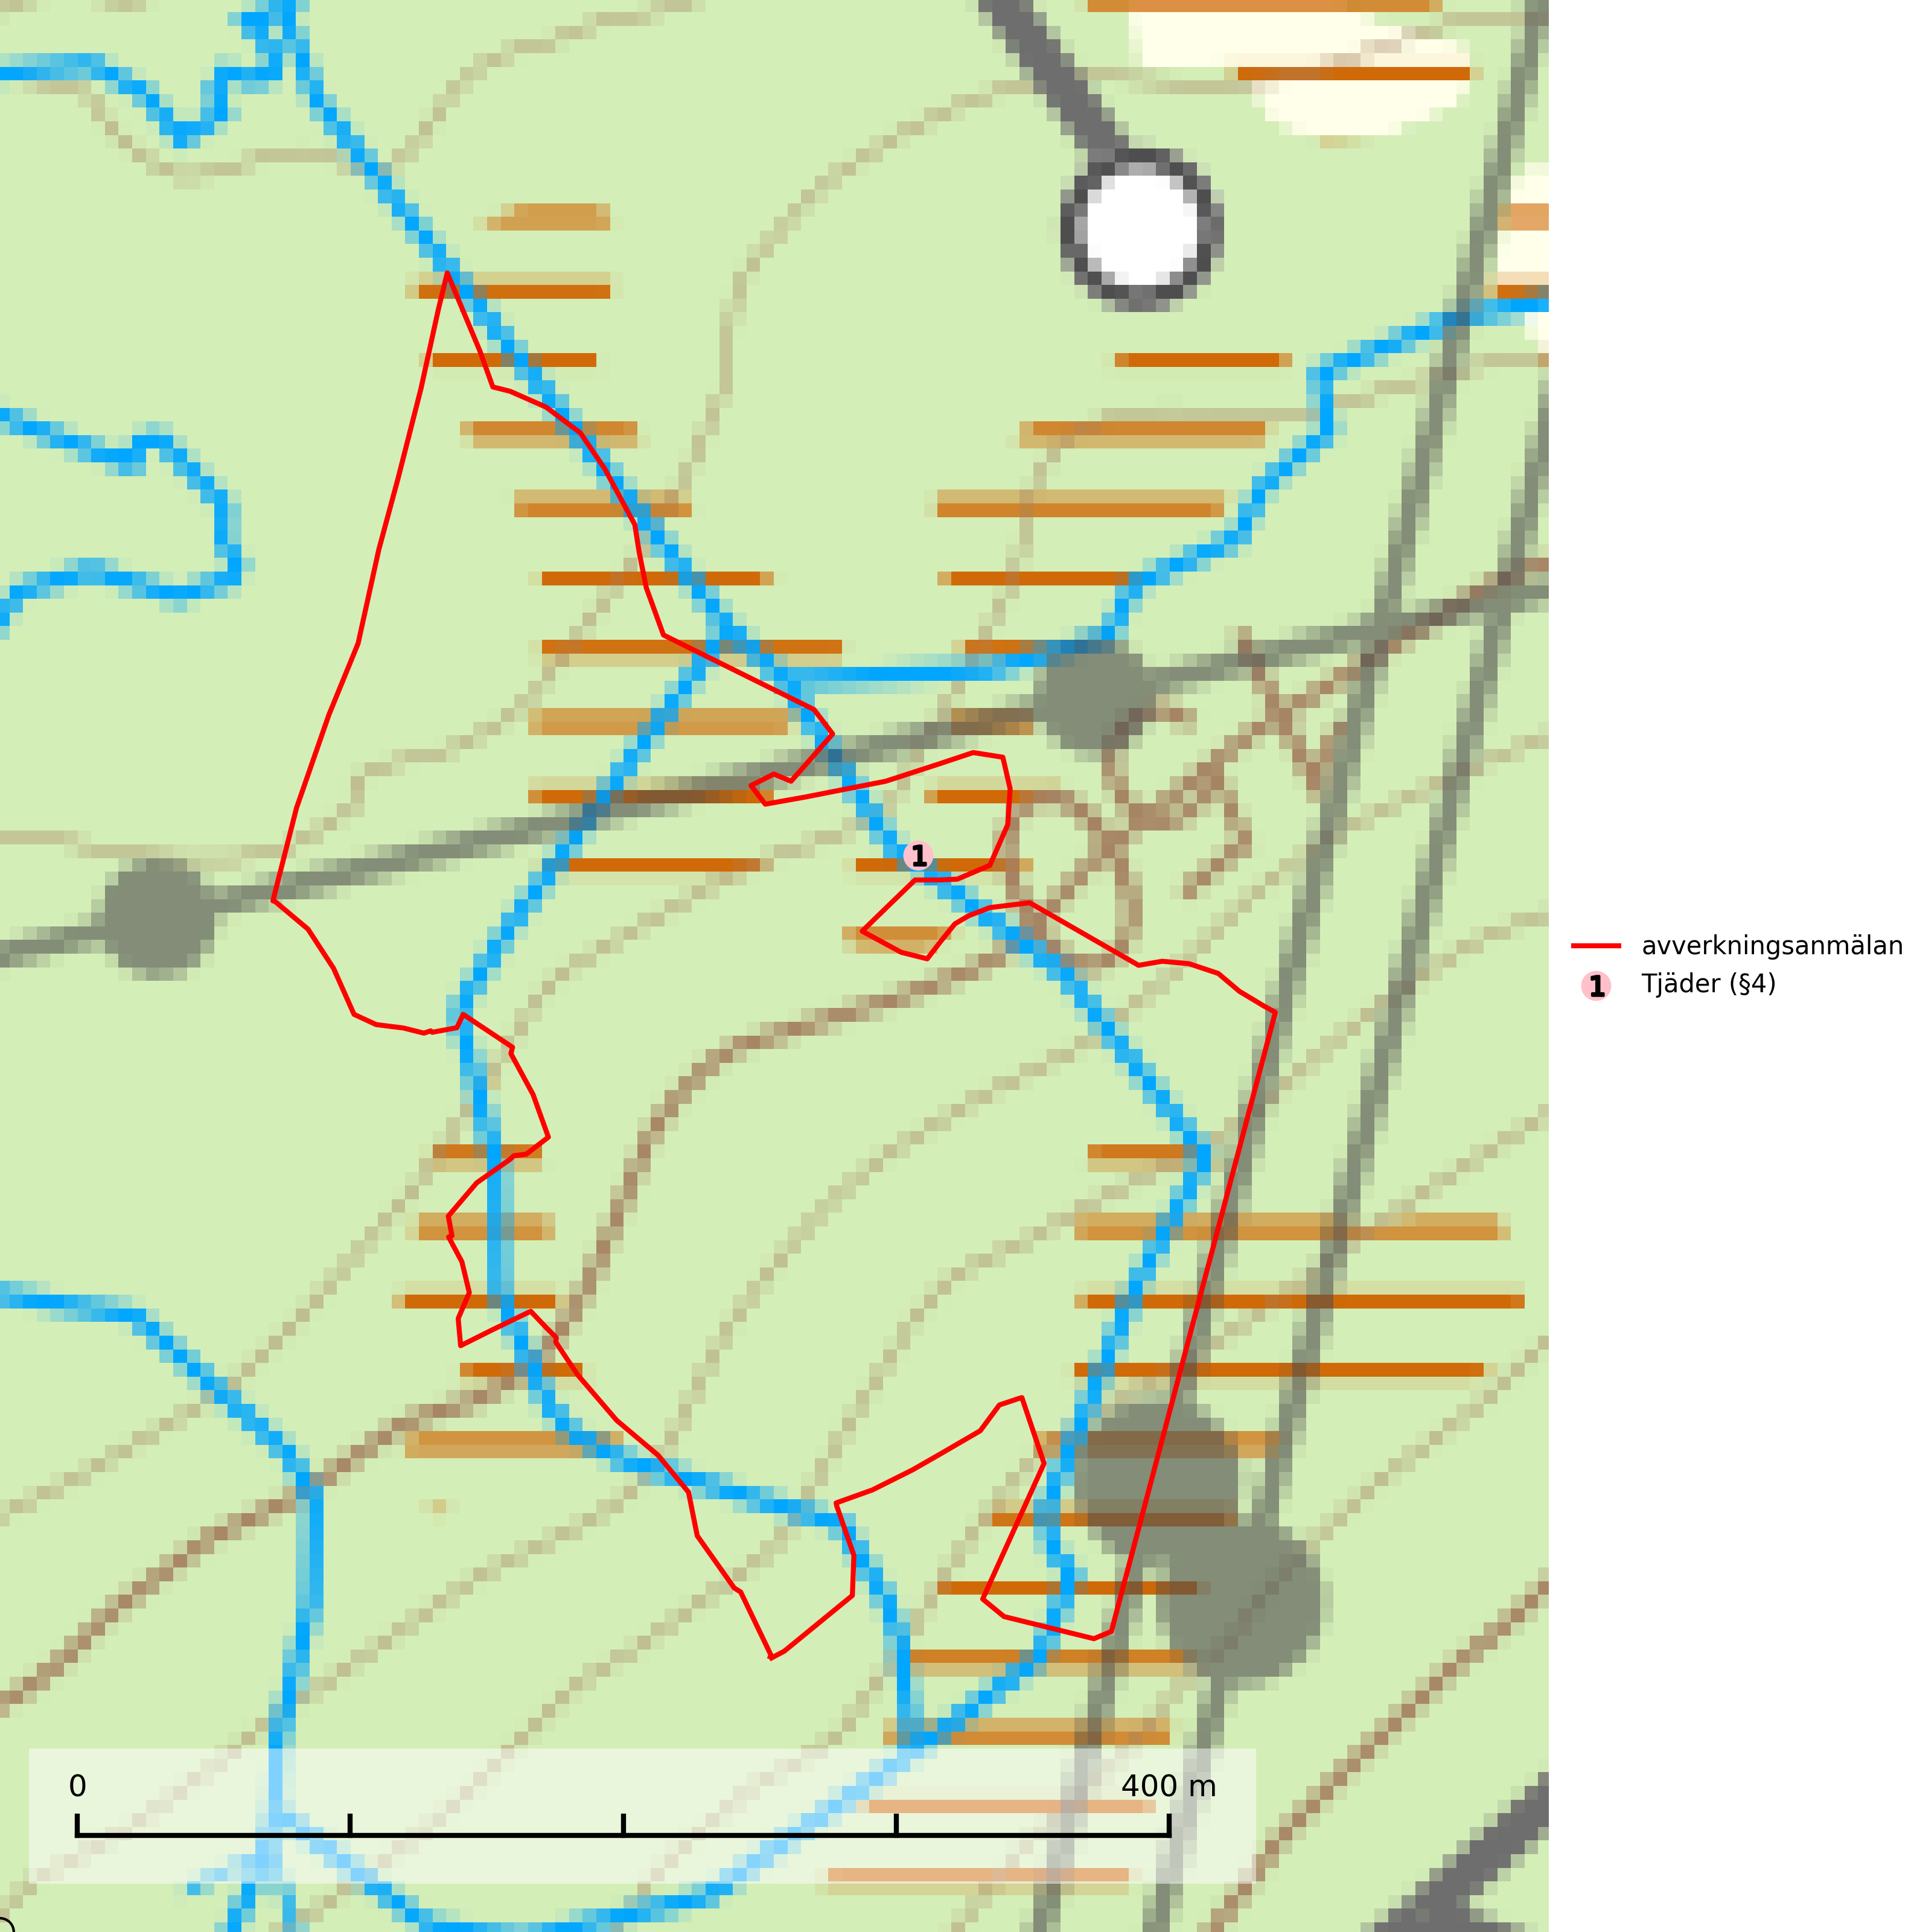 1
avverkningsanmälan
1 Tjäder (§4)
0 400 m